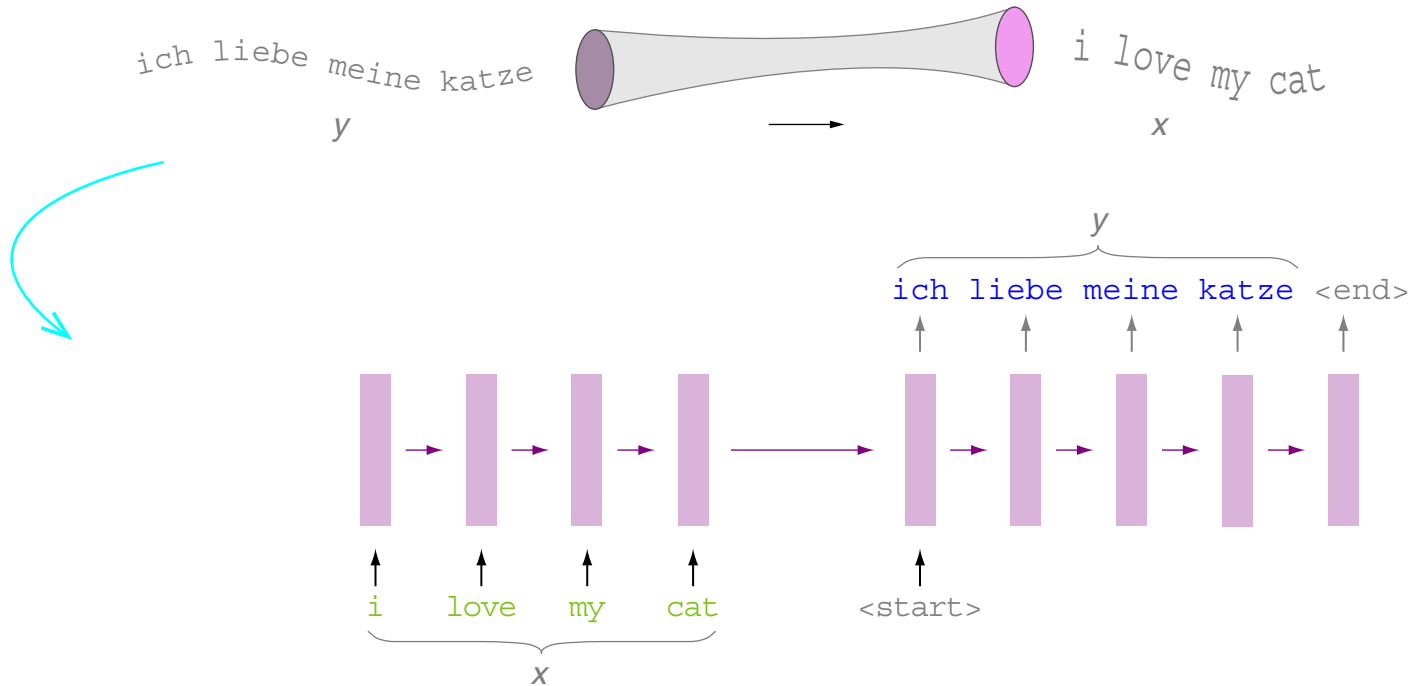 ich liebe meine katze
i love my cat
y
x
y
ich liebe meine katze <end>
i love my cat <start>
x